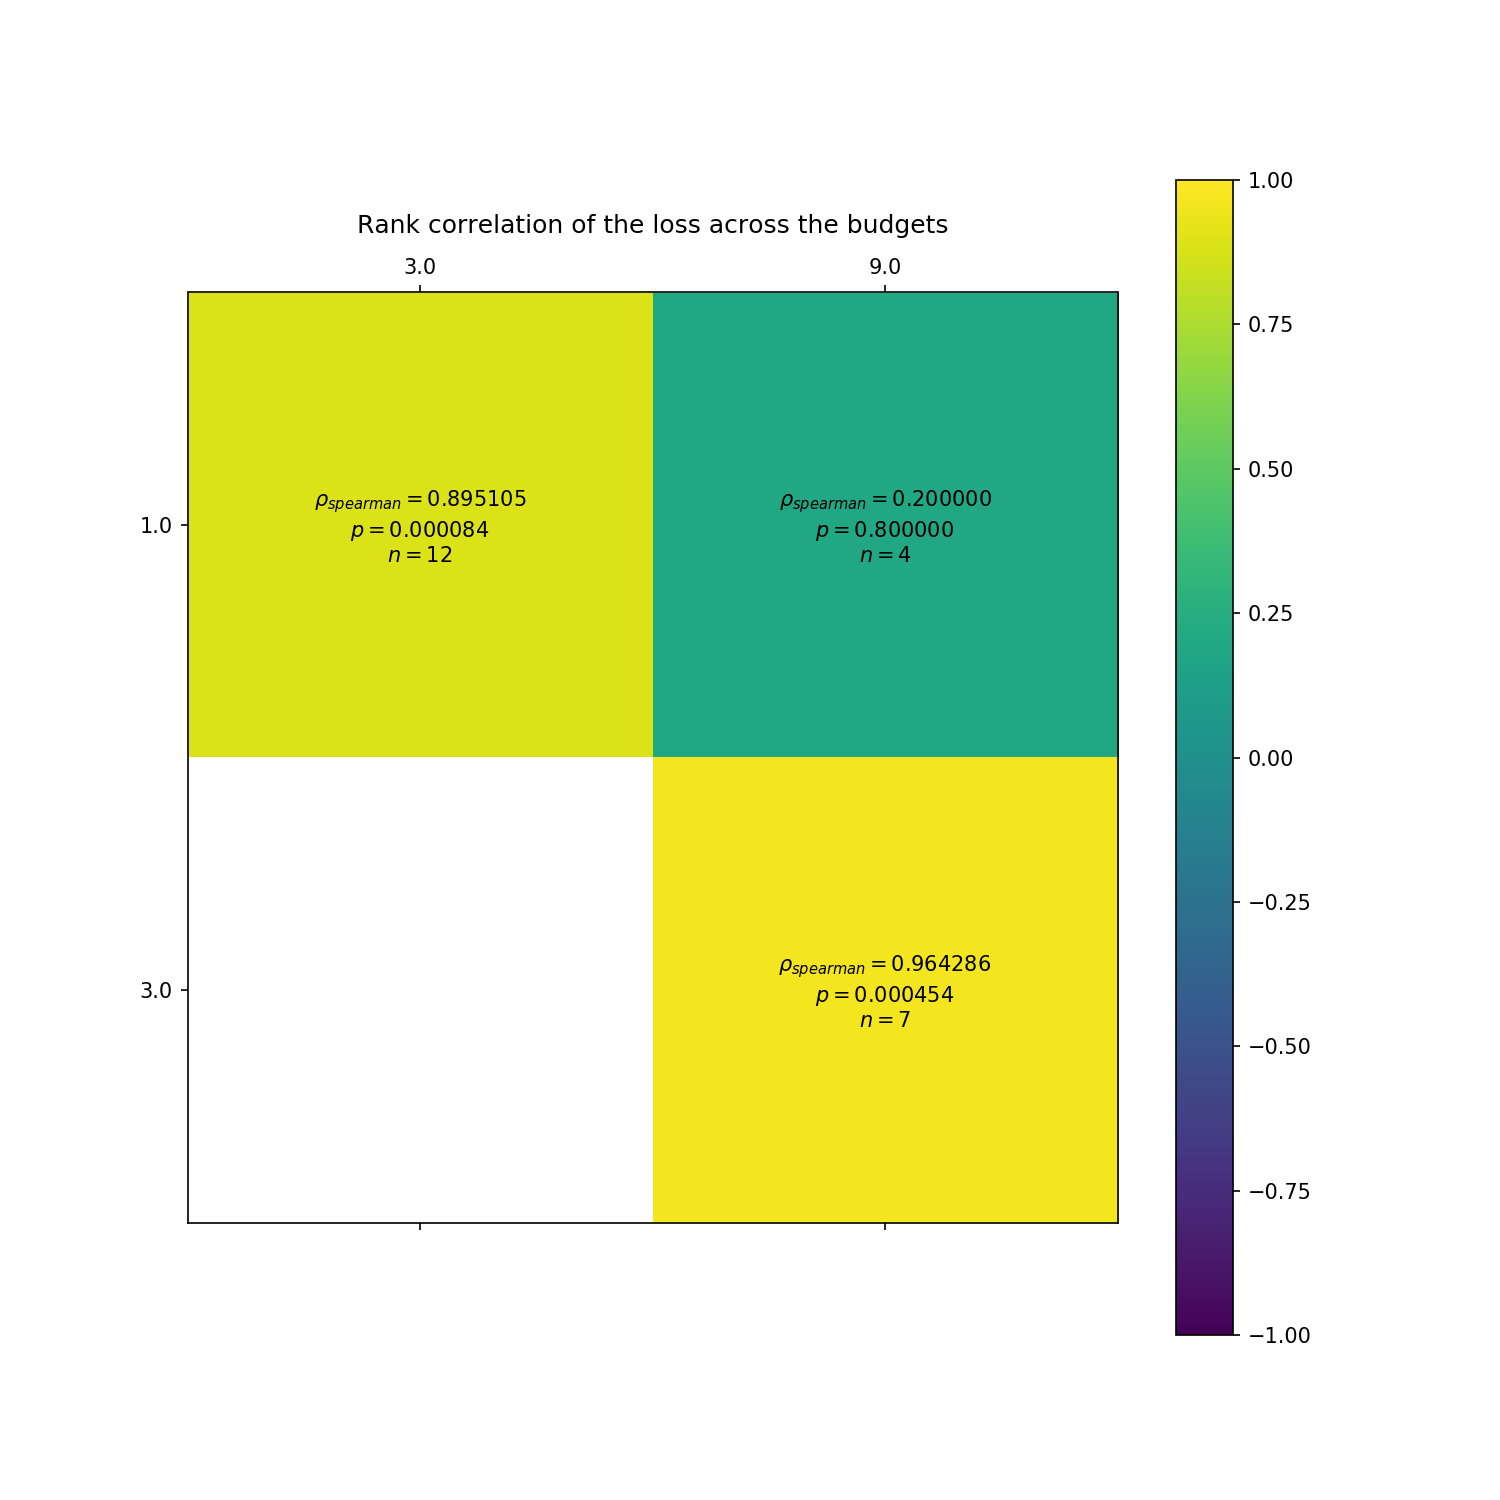 Rank correlation of the loss across the budgets
3.0 9.0
1.0
ρspearman = 0.895105
p = 0.000084
n = 12
ρspearman = 0.200000
p = 0.800000
n = 4
3.0
ρspearman = 0.964286
p = 0.000454
n = 7
1.00
0.75
0.50
0.25
0.00
−0.25
−0.50
−0.75
−1.00